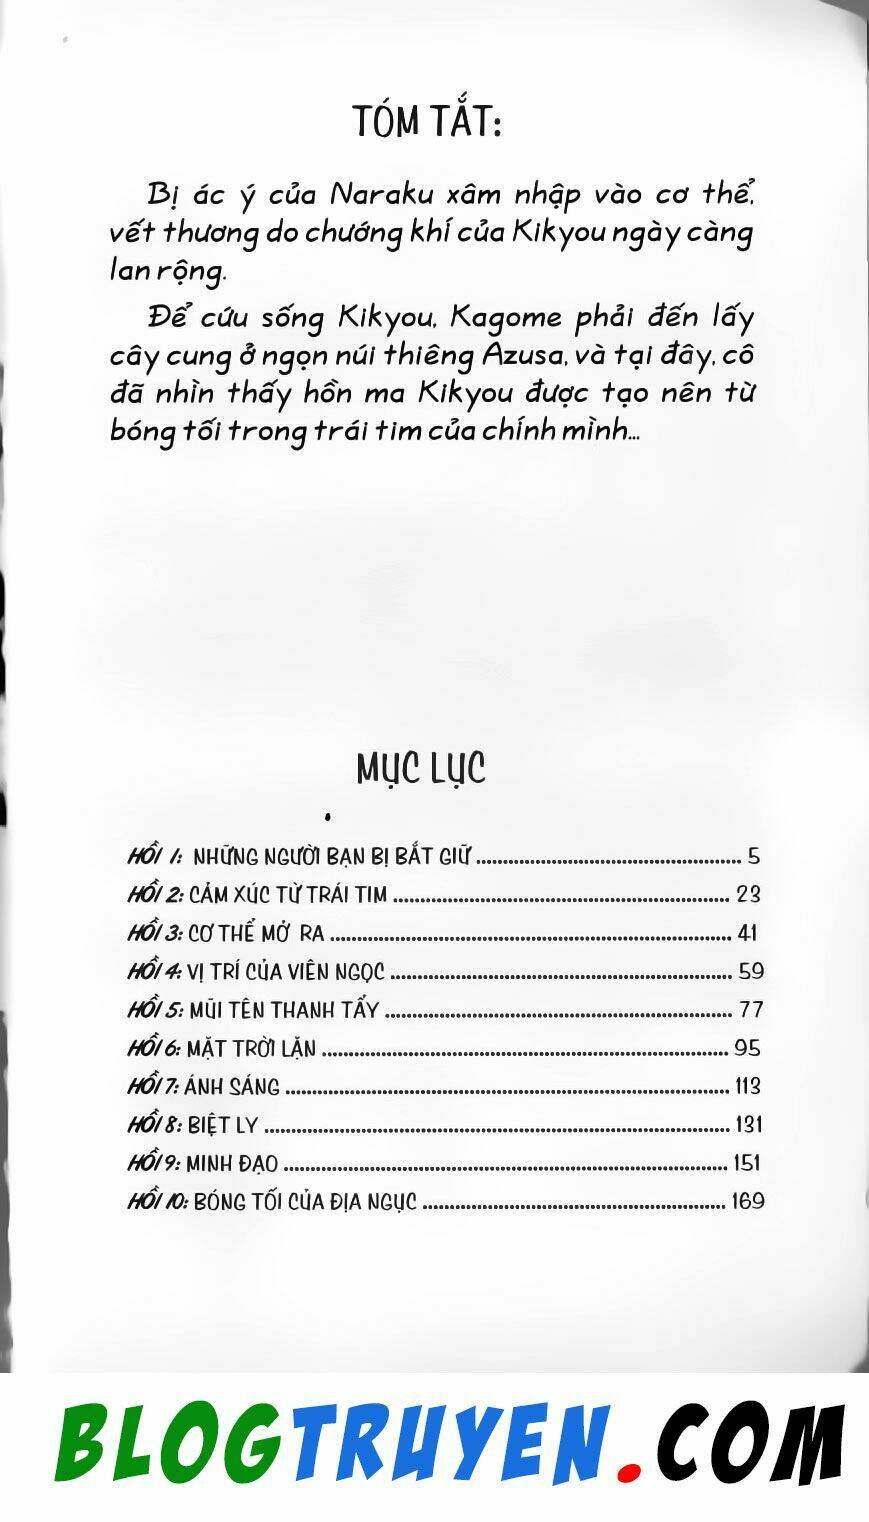 TÓM TẮT:
Bị ác ý của Naraku xâm nhập vào cơ thể,
vết thương do chướng khí của Kikyou ngày càng
lan rộng.
Để cứu sống Kikyou, Kagome phải đến lấy
cây cung ở ngọn núi thiêng Azusa, và tại đây, cô
đã nhìn thấy hồn ma Kikyou được tạo nên từ
bóng tối trong trái tim của chính mình...
MỤC LỤC
HỒI 1: NHỮNG NGƯỜI BẠN BỊ BẮT GIỮ .................................................. 5
HỒI 2: CẢM XÚC TỪ TRÁI TIM ................................................................ 23
HỒI 3: CƠ THỂ MỞ RA ............................................................................ 41
HỒI 4: VỊ TRÍ CỦA VIÊN NGỌC ................................................................. 59
HỒI 5: MŨI TÊN THANH TẨY .................................................................. 77
HỒI 6: MẶT TRỜI LẶN ............................................................................. 95
HỒI 7: ÁNH SÁNG .................................................................................... 113
HỒI 8: BIỆT LY ........................................................................................ 131
HỒI 9: MINH ĐẠO .................................................................................... 151
HỒI 10: BÓNG TỐI CỦA ĐỊA NGỤC .......................................................... 169
BLOGTRUYEN.COM